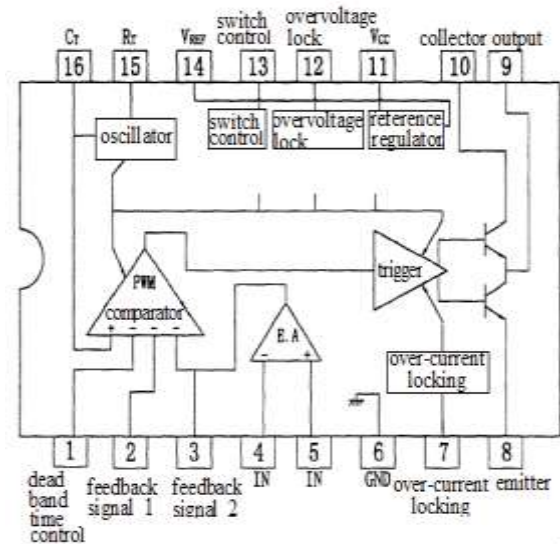 CT RT VREF switch control overvoltage lock VCC collector output
16 15 14 13 12 11 10 9
oscillator
switch control
overvoltage lock
reference regulator
PWM comparator
+ - - -
trigger
E.A
- +
over-current locking
1 2 3 4 5 6 7 8
dead band time control
feedback signal 1
feedback signal 2
IN
IN
GND
over-current locking
emitter